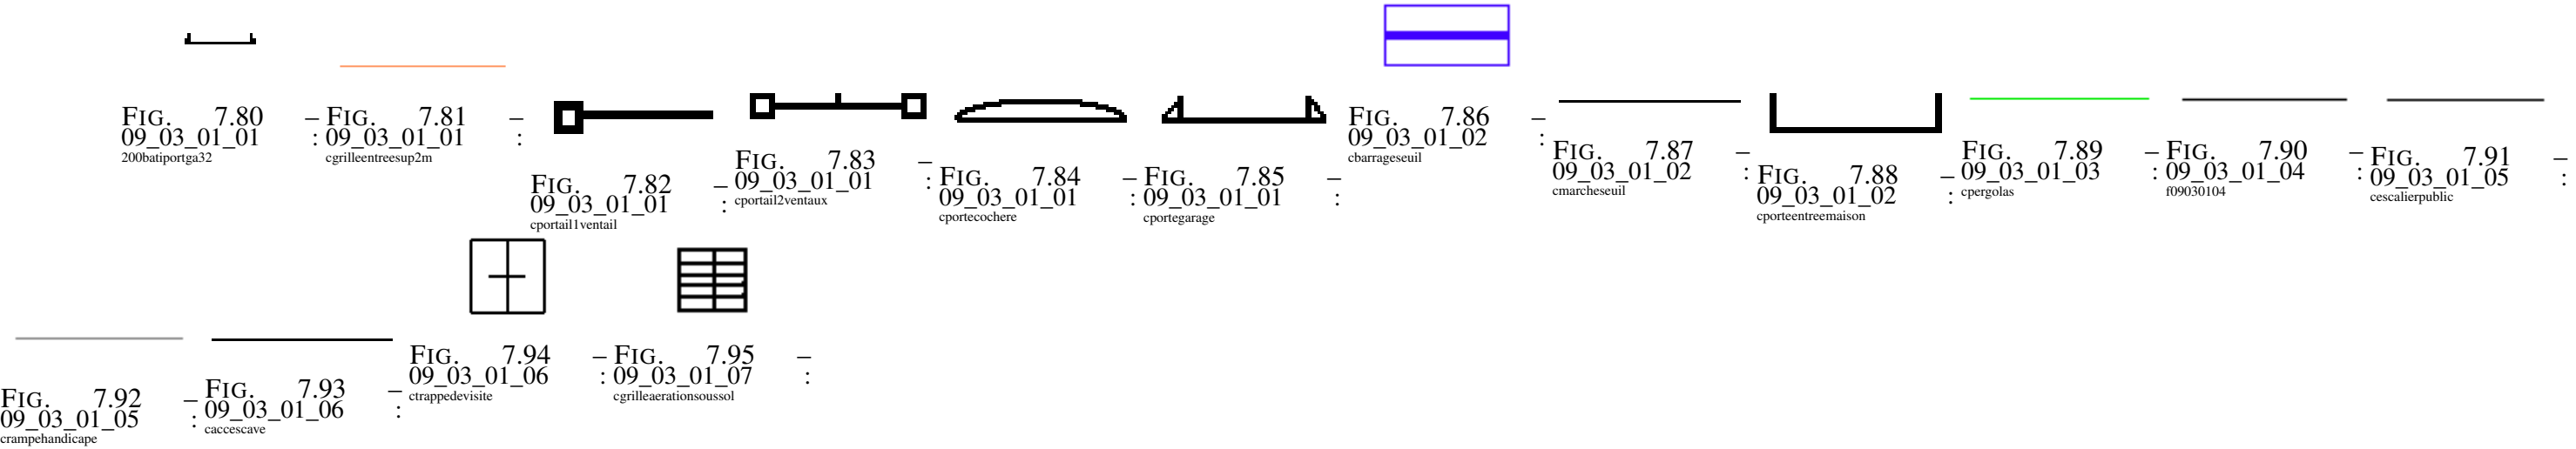 FIG. 7.80 –
09_03_01_01 :
200batiportga32
FIG. 7.81 –
09_03_01_01 :
cgrilleentreesup2m
FIG. 7.82 –
09_03_01_01 :
cportail1ventail
FIG. 7.83 –
09_03_01_01 :
cportail2ventaux
FIG. 7.84 –
09_03_01_01 :
cportecochere
FIG. 7.85 –
09_03_01_01 :
cportegarage
FIG. 7.86 –
09_03_01_02 :
cbarrageseuil
FIG. 7.87 –
09_03_01_02 :
cmarcheseuil
FIG. 7.88 –
09_03_01_02 :
cporteentreemaison
FIG. 7.89 –
09_03_01_03 :
cpergolas
FIG. 7.90 –
09_03_01_04 :
f09030104
FIG. 7.91 –
09_03_01_05 :
cescalierpublic
FIG. 7.92 –
09_03_01_05 :
crampehandicape
FIG. 7.93 –
09_03_01_06 :
caccescave
FIG. 7.94 –
09_03_01_06 :
ctrappedevisite
FIG. 7.95 –
09_03_01_07 :
cgrilleaerationsoussol